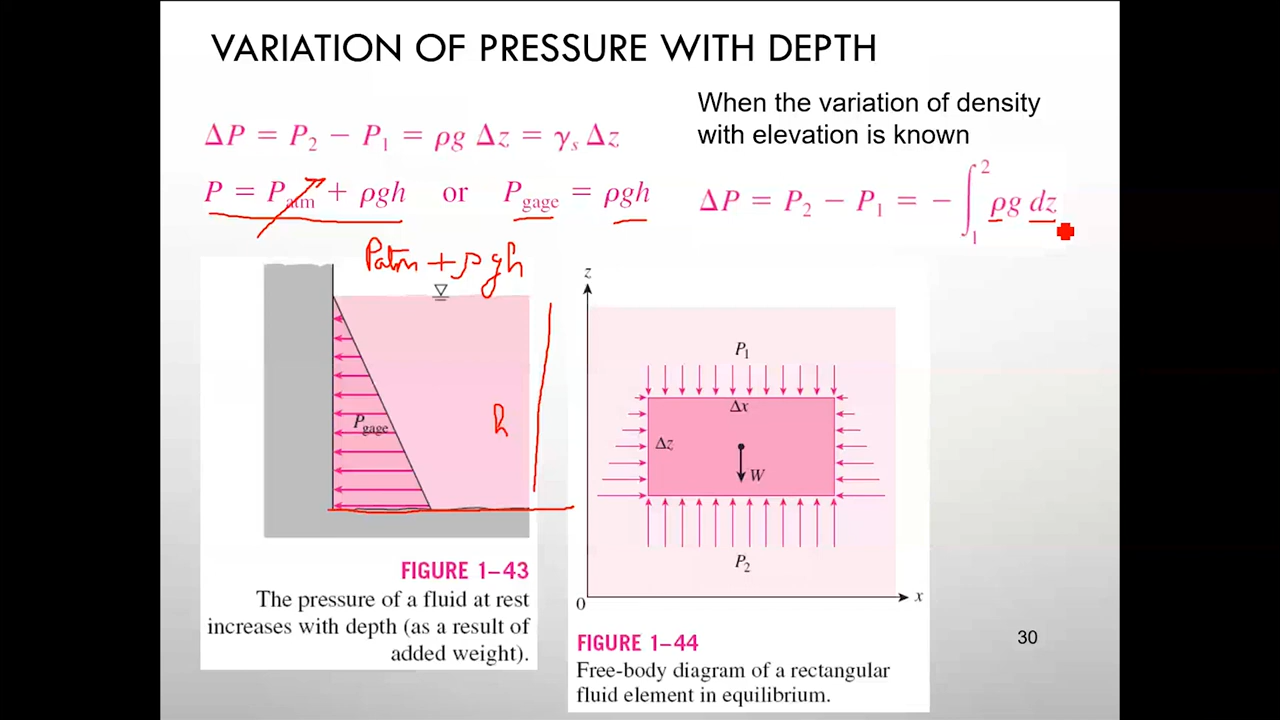 VARIATION OF PRESSURE WITH DEPTH
ΔP = P₂ − P₁ = ρg Δz = γₛ Δz
P = Patm + ρgh or Pgage = ρgh
When the variation of density
with elevation is known
ΔP = P₂ − P₁ = − ∫₁² ρg dz
Patm + ρgh
h
Pgage
FIGURE 1–43
The pressure of a fluid at rest
increases with depth (as a result of
added weight).
z
P₁
Δx
Δz
W
P₂
0
x
FIGURE 1–44
Free-body diagram of a rectangular
fluid element in equilibrium.
30